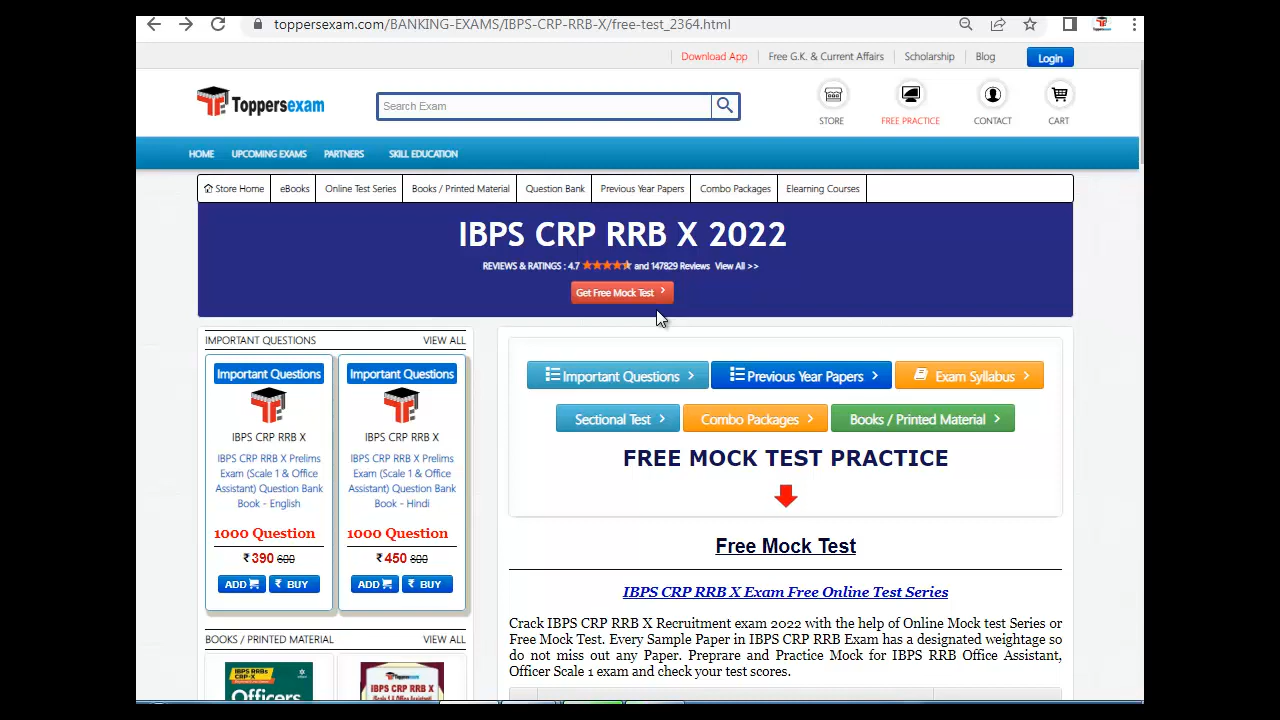 toppersexam.com/BANKING-EXAMS/IBPS-CRP-RRB-X/free-test_2364.html
Download App
Free G.K. & Current Affairs
Scholarship
Blog
Login
Toppersexam
Search Exam
STORE
FREE PRACTICE
CONTACT
CART
HOME
UPCOMING EXAMS
PARTNERS
SKILL EDUCATION
Store Home
eBooks
Online Test Series
Books / Printed Material
Question Bank
Previous Year Papers
Combo Packages
Elearning Courses
IBPS CRP RRB X 2022
REVIEWS & RATINGS : 4.7 and 147829 Reviews View All >>
Get Free Mock Test
IMPORTANT QUESTIONS
VIEW ALL
Important Questions
IBPS CRP RRB X
IBPS CRP RRB X Prelims
Exam (Scale 1 & Office
Assistant) Question Bank
Book - English
1000 Question
₹ 390 600
ADD
₹ BUY
Important Questions
IBPS CRP RRB X
IBPS CRP RRB X Prelims
Exam (Scale 1 & Office
Assistant) Question Bank
Book - Hindi
1000 Question
₹ 450 800
ADD
₹ BUY
BOOKS / PRINTED MATERIAL
VIEW ALL
IBPS RRBs
CRP-X
Officers
Toppersexam
IBPS CRP RRB X
Important Questions
Previous Year Papers
Exam Syllabus
Sectional Test
Combo Packages
Books / Printed Material
FREE MOCK TEST PRACTICE
Free Mock Test
IBPS CRP RRB X Exam Free Online Test Series
Crack IBPS CRP RRB X Recruitment exam 2022 with the help of Online Mock test Series or
Free Mock Test. Every Sample Paper in IBPS CRP RRB Exam has a designated weightage so
do not miss out any Paper. Preprare and Practice Mock for IBPS RRB Office Assistant,
Officer Scale 1 exam and check your test scores.